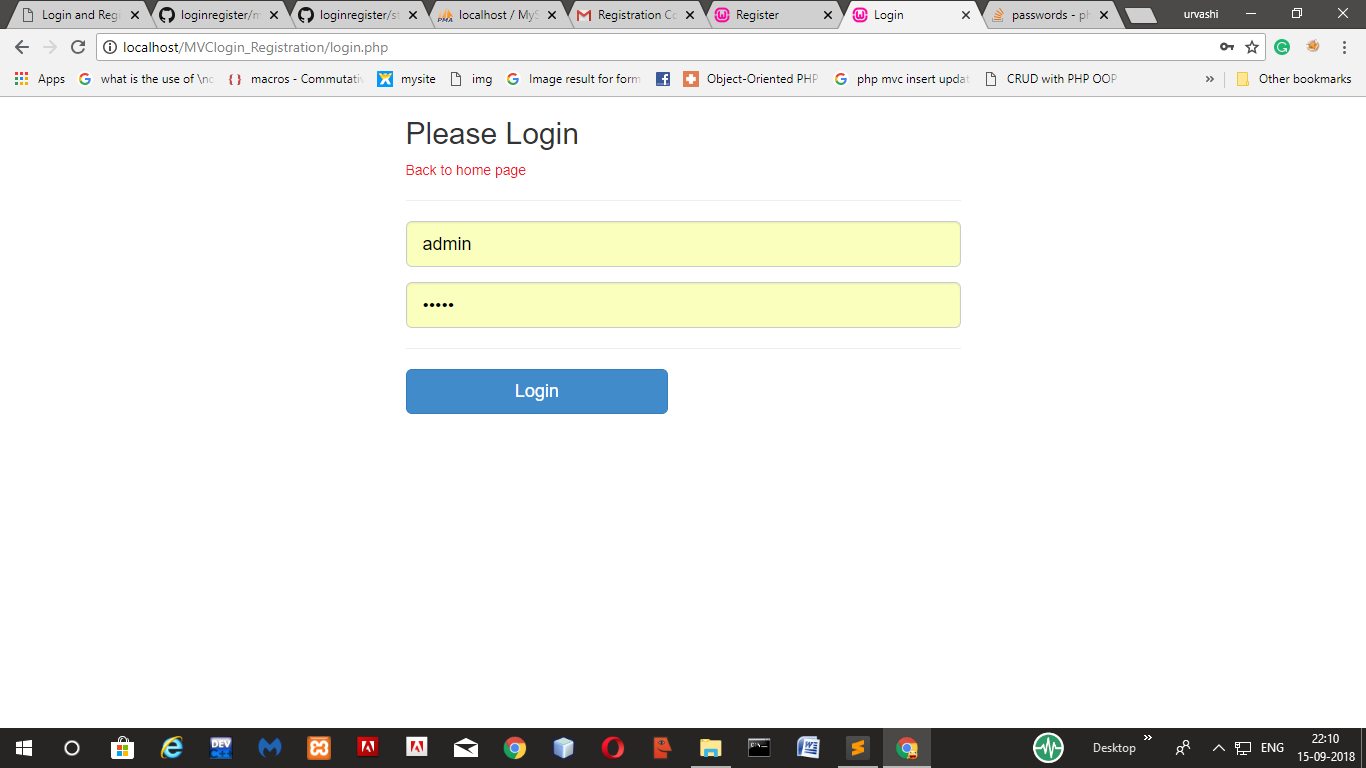 Login and Regi
loginregister/m
loginregister/st
localhost / MyS
Registration Co
Register
Login
passwords - ph
urvashi
localhost/MVClogin_Registration/login.php
Apps
what is the use of \nc
macros - Commutativ
mysite
img
Image result for form
Object-Oriented PHP
php mvc insert updat
CRUD with PHP OOP
»
Other bookmarks
Please Login
Back to home page
admin
•••••
Login
Desktop
»
ENG
22:10
15-09-2018